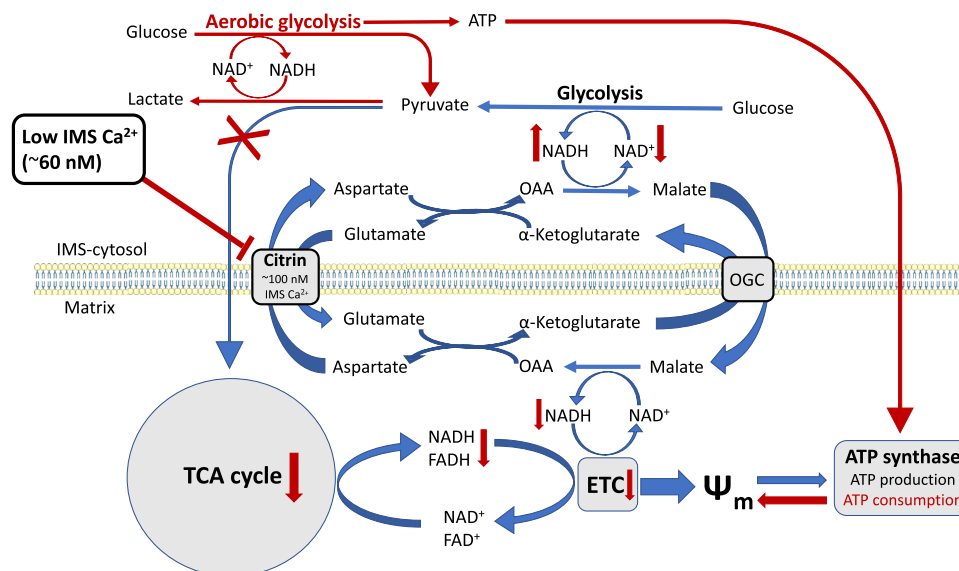 Aerobic glycolysis
ATP
Glucose
NAD⁺
NADH
Lactate
Pyruvate
Glycolysis
Glucose
Low IMS Ca²⁺
(~60 nM)
NADH
NAD⁺
Aspartate
OAA
Malate
Glutamate
α-Ketoglutarate
IMS-cytosol
Citrin
~100 nM
IMS Ca²⁺
OGC
Matrix
Glutamate
α-Ketoglutarate
Aspartate
OAA
Malate
NADH
NAD⁺
TCA cycle
NADH
FADH
NAD⁺
FAD⁺
ETC
Ψm
ATP synthase
ATP production
ATP consumption